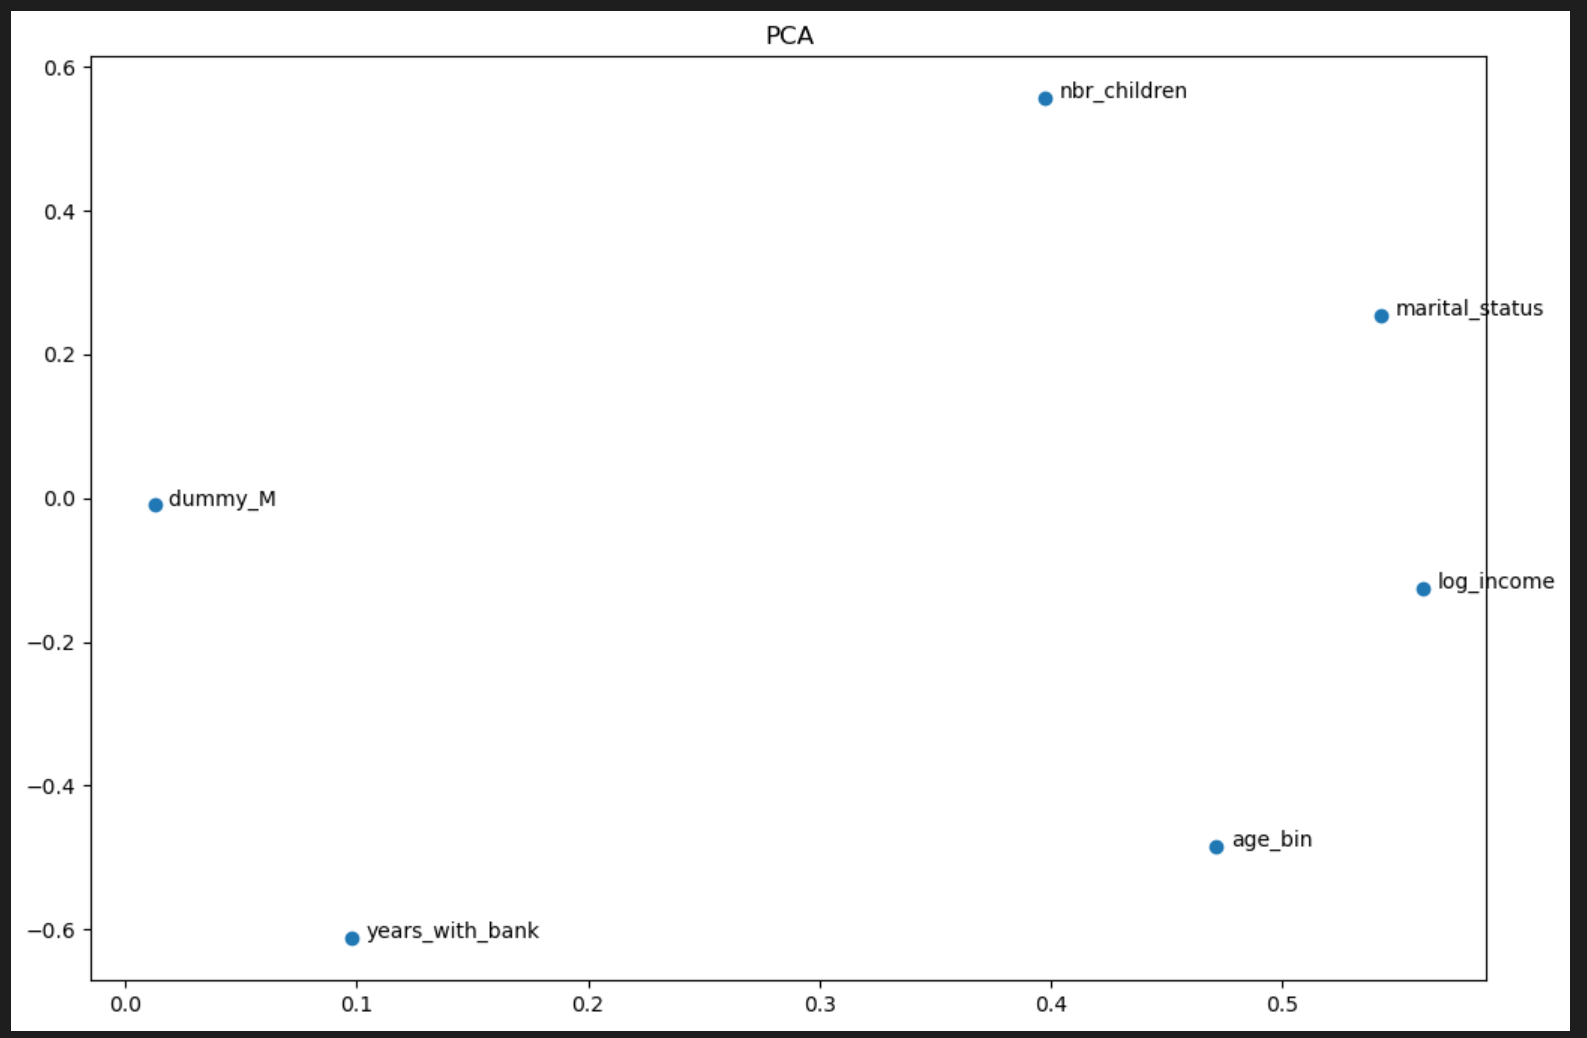 PCA
0.6
nbr_children
0.4
marital_status
0.2
0.0
dummy_M
log_income
−0.2
−0.4
age_bin
−0.6
years_with_bank
0.0 0.1 0.2 0.3 0.4 0.5